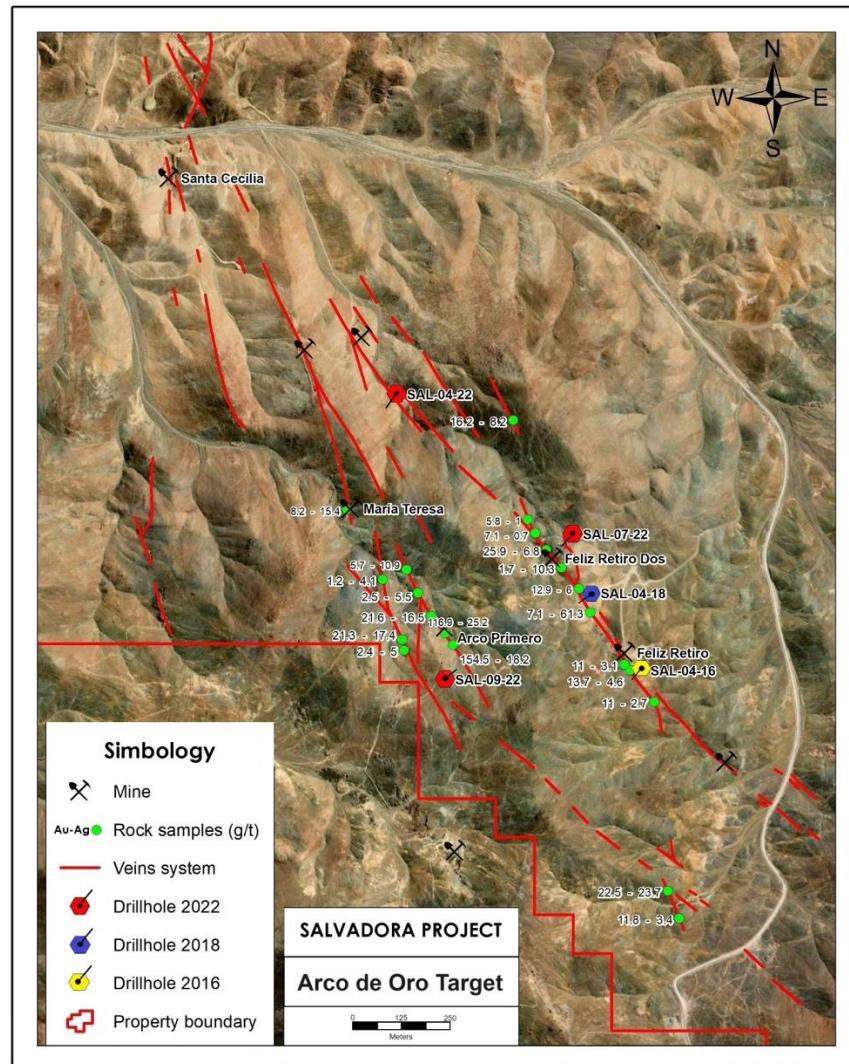 N
W E
S
Santa Cecilia
SAL-04-22
16.2 - 8.2
8.2 - 15.4
Maria Teresa
5.8 - 1
7.1 - 0.7
SAL-07-22
25.9 - 6.8
Feliz Retiro Dos
1.7 - 10.3
5.7 - 10.9
1.2 - 4.1
12.9 - 6
SAL-04-18
2.5 - 5.5
7.1 - 61.3
21.6 - 16.5
116.9 - 25.2
Arco Primero
21.3 - 17.4
2.4 - 5
154.5 - 18.2
Feliz Retiro
11 - 3.1
SAL-04-16
13.7 - 4.6
SAL-09-22
11 - 2.7
22.5 - 23.7
11.8 - 3.4
Simbology
Mine
Au-Ag Rock samples (g/t)
Veins system
Drillhole 2022
Drillhole 2018
Drillhole 2016
Property boundary
SALVADORA PROJECT
Arco de Oro Target
0 125 250
Meters